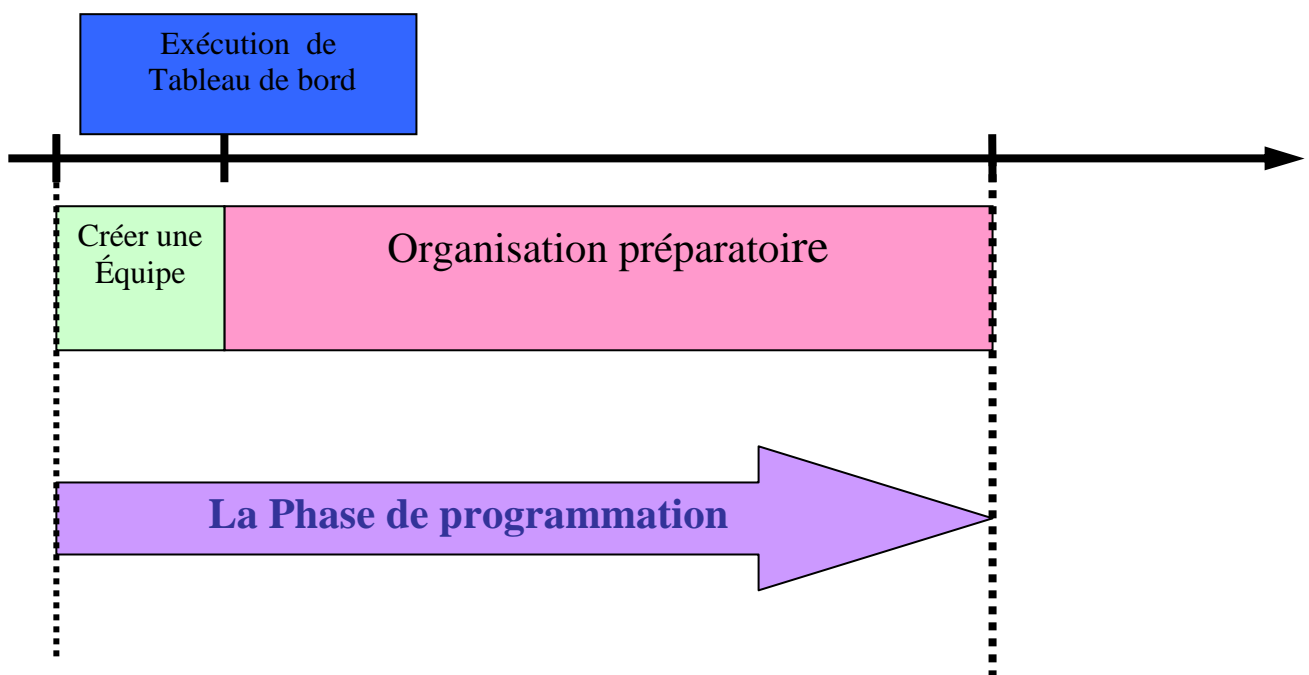 Exécution de
Tableau de bord
Créer une
Équipe
Organisation préparatoire
La Phase de programmation